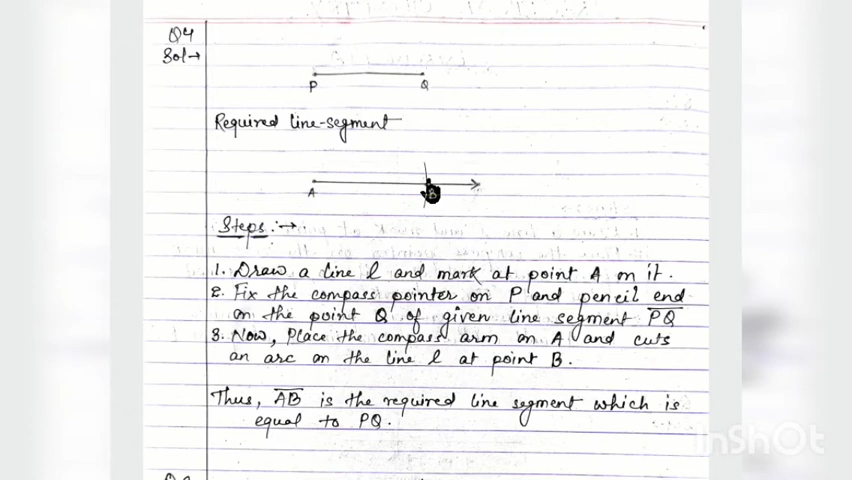 Q4
Sol→
P Q
Required line-segment
A B
Steps:→
1. Draw a line l and mark at point A on it.
2. Fix the compass pointer on P and pencil end
on the point Q of given line segment PQ
3. Now, Place the compass arm on A and cuts
an arc on the line l at point B.
Thus, AB is the required line segment which is
equal to PQ.
InShOt